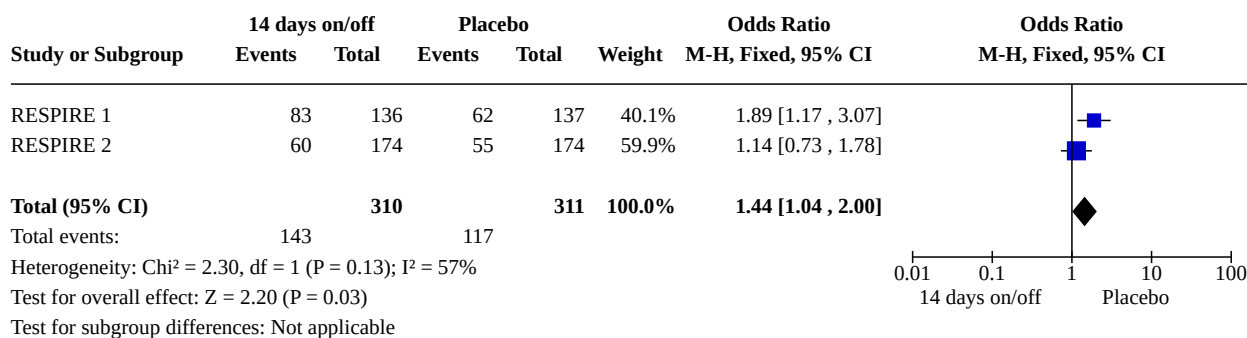 14 days on/off Placebo Odds Ratio Odds Ratio
Study or Subgroup Events Total Events Total Weight M-H, Fixed, 95% CI M-H, Fixed, 95% CI
RESPIRE 1 83 136 62 137 40.1% 1.89 [1.17 , 3.07]
RESPIRE 2 60 174 55 174 59.9% 1.14 [0.73 , 1.78]
Total (95% CI) 310 311 100.0% 1.44 [1.04 , 2.00]
Total events: 143 117
Heterogeneity: Chi² = 2.30, df = 1 (P = 0.13); I² = 57%
0.01 0.1 1 10 100
Test for overall effect: Z = 2.20 (P = 0.03) 14 days on/off Placebo
Test for subgroup differences: Not applicable